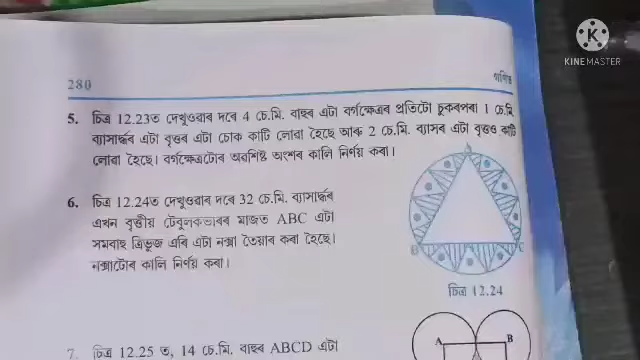 KINEMASTER
280
গণিত
5. চিত্ৰ 12.23ত দেখুওৱাৰ দৰে 4 চে.মি. বাহুৰ এটা বৰ্গক্ষেত্ৰৰ প্ৰতিটো চুকৰপৰা 1 চে.মি.
ব্যাসাৰ্দ্ধৰ এটা বৃত্তৰ এটা চোক কাটি লোৱা হৈছে আৰু 2 চে.মি. ব্যাসৰ এটা বৃত্তও কাটি
লোৱা হৈছে। বৰ্গক্ষেত্ৰটোৰ অৱশিষ্ট অংশৰ কালি নিৰ্ণয় কৰা।
6. চিত্ৰ 12.24ত দেখুওৱাৰ দৰে 32 চে.মি. ব্যাসাৰ্দ্ধৰ
এখন বৃত্তীয় টেবুলকভাৰৰ মাজত ABC এটা
সমবাহু ত্ৰিভুজ এৰি এটা নক্সা তৈয়াৰ কৰা হৈছে।
নক্সাটোৰ কালি নিৰ্ণয় কৰা।
A
B C
চিত্ৰ 12.24
7. চিত্ৰ 12.25 ত, 14 চে.মি. বাহুৰ ABCD এটা
A B